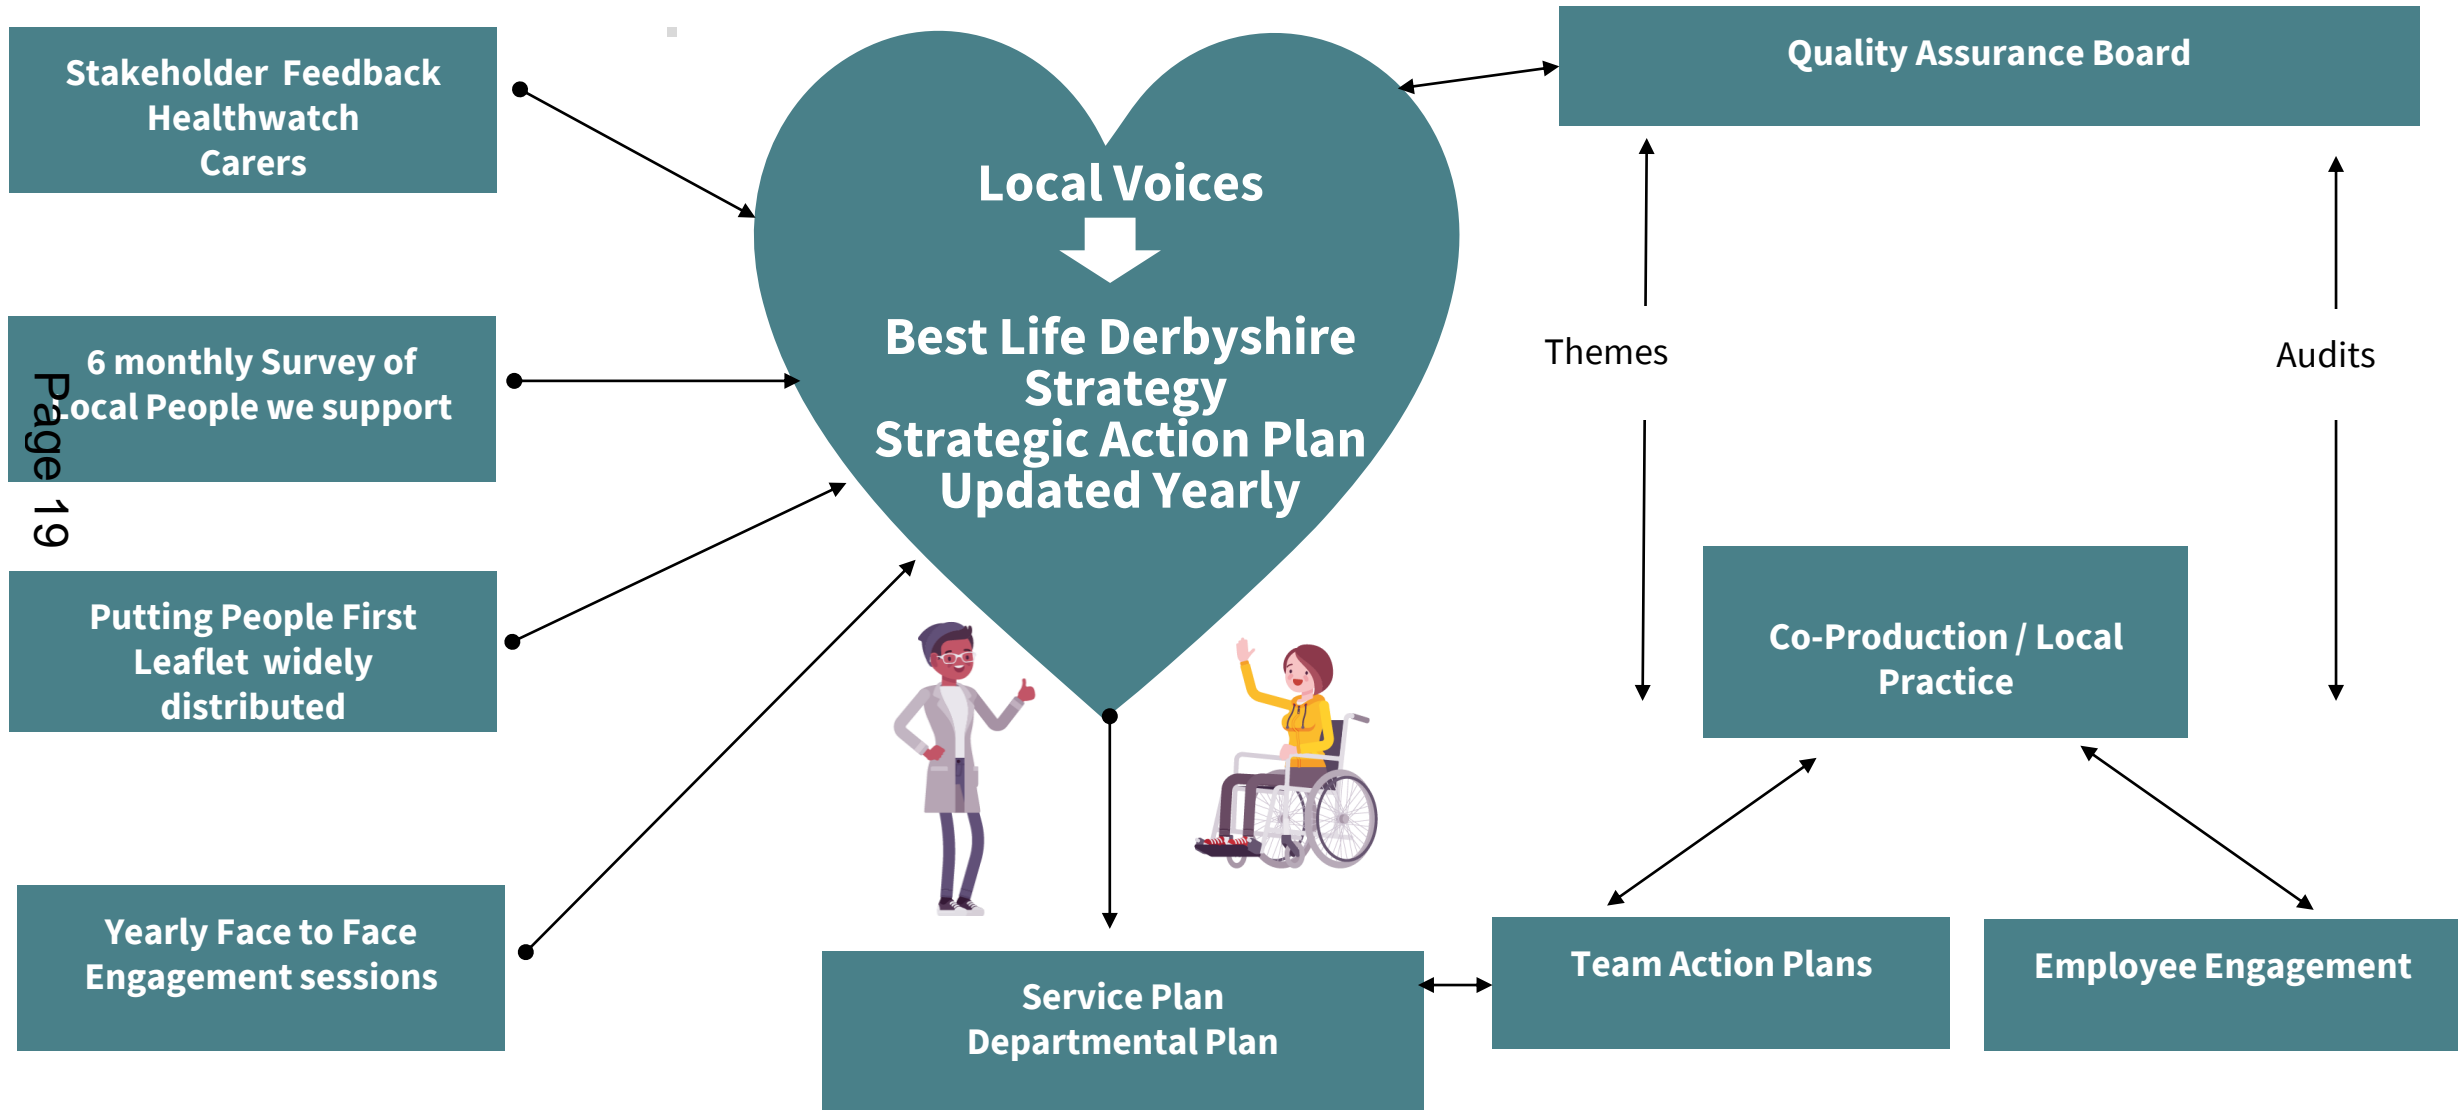 Stakeholder Feedback
Healthwatch
Carers
6 monthly Survey of
Local People we support
Page 19
Putting People First
Leaflet widely
distributed
Yearly Face to Face
Engagement sessions
Local Voices
Best Life Derbyshire
Strategy
Strategic Action Plan
Updated Yearly
Service Plan
Departmental Plan
Quality Assurance Board
Themes
Audits
Co-Production / Local
Practice
Team Action Plans
Employee Engagement